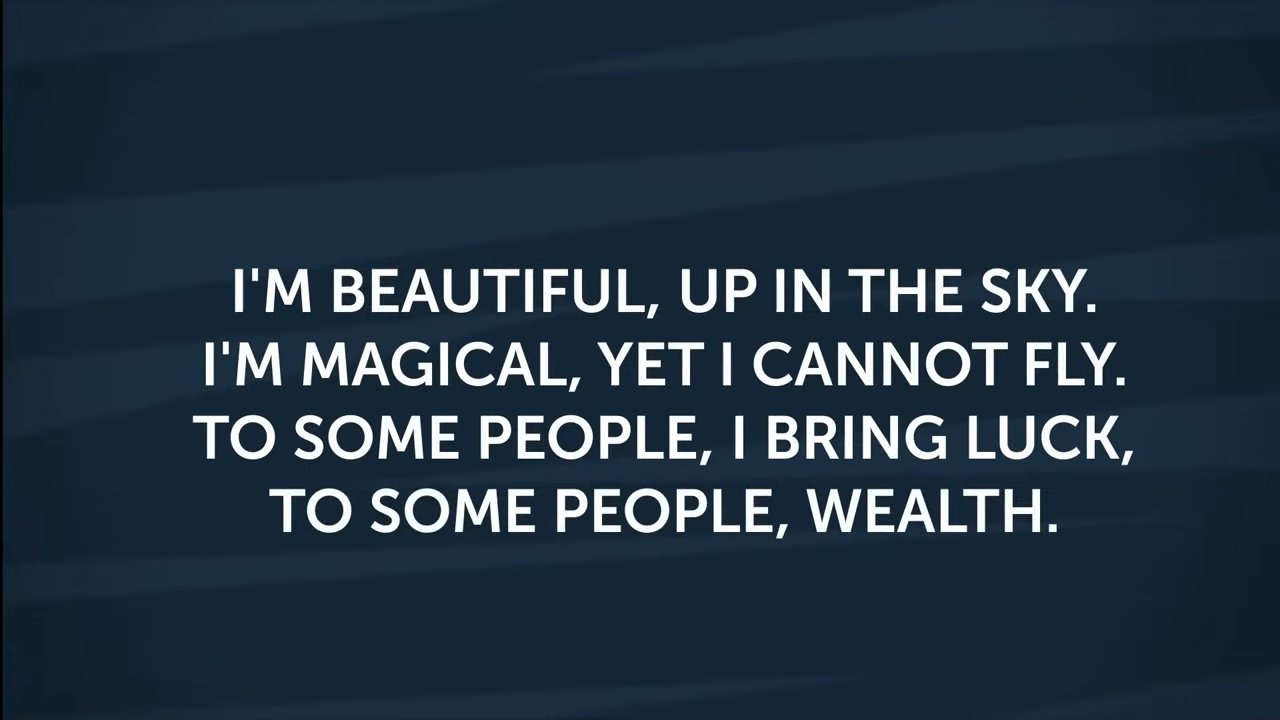 I'M BEAUTIFUL, UP IN THE SKY.
I'M MAGICAL, YET I CANNOT FLY.
TO SOME PEOPLE, I BRING LUCK,
TO SOME PEOPLE, WEALTH.